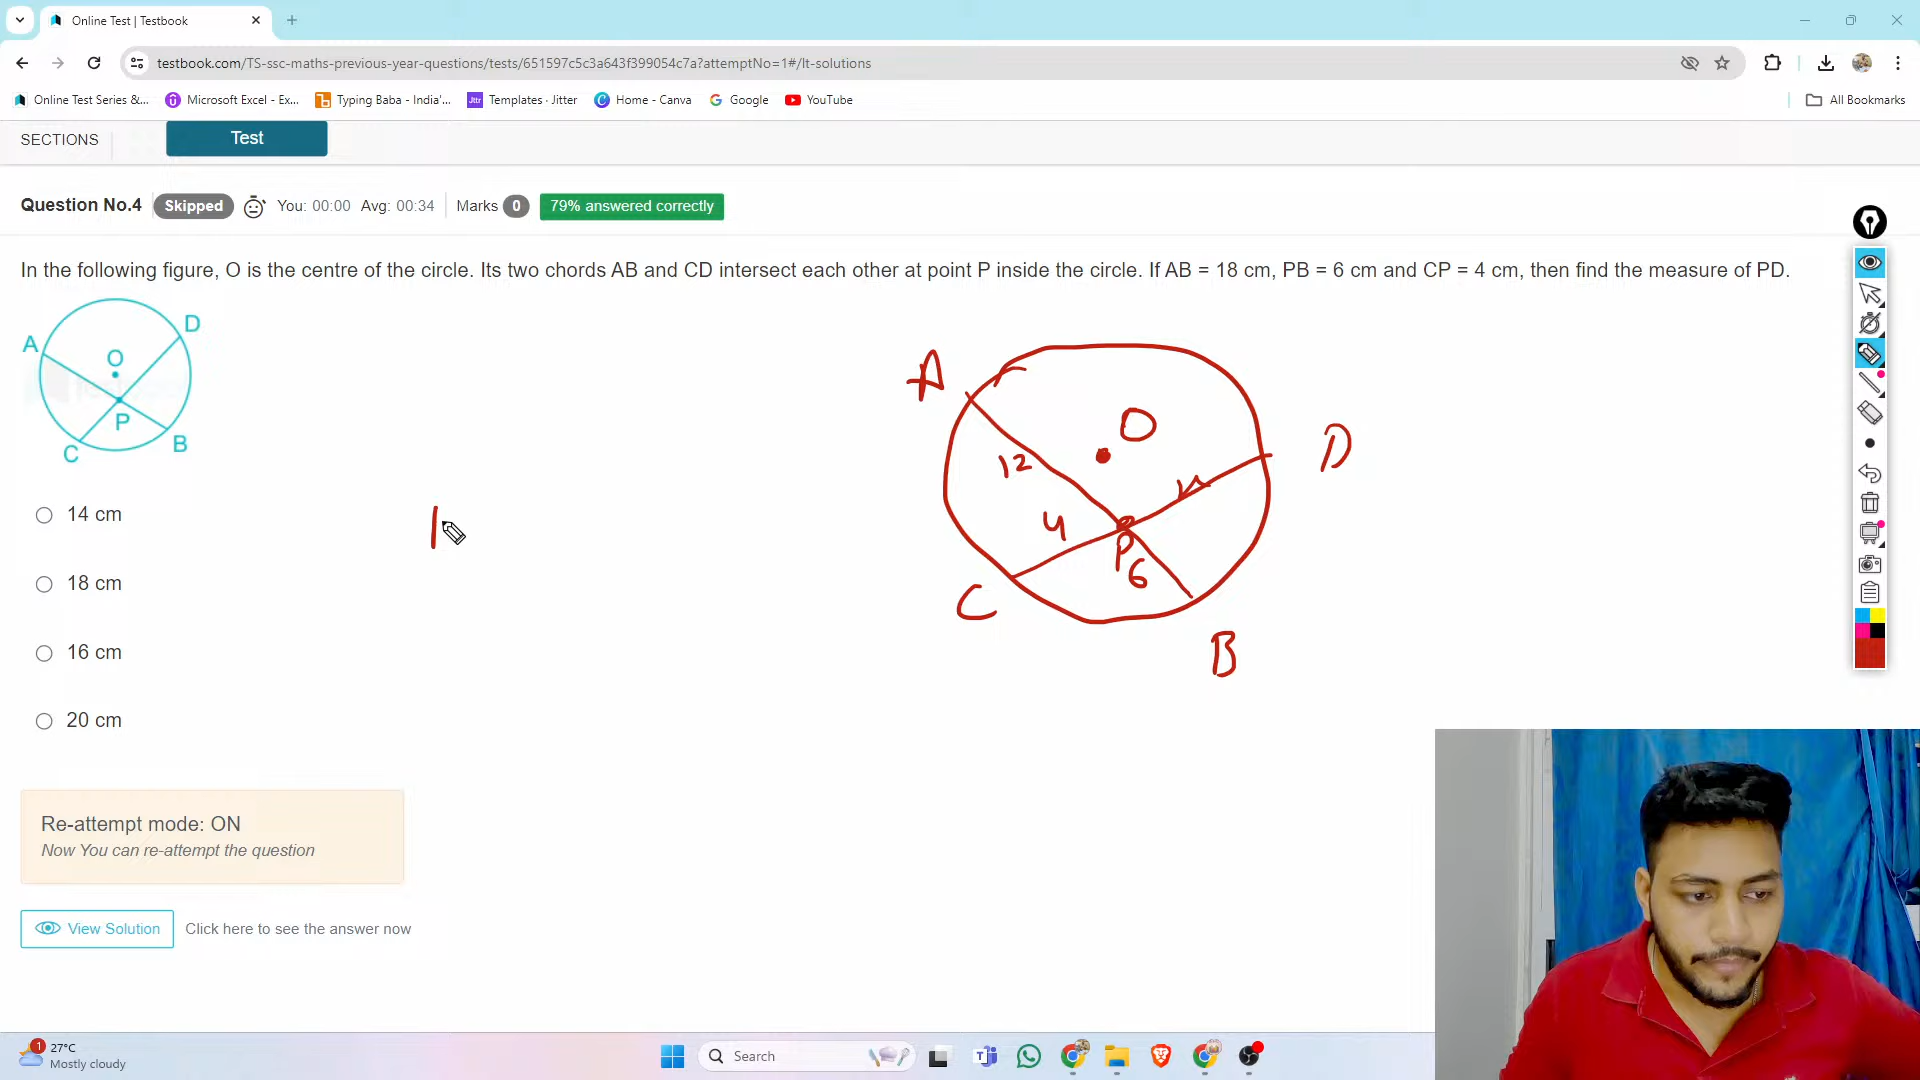 Online Test | Testbook
testbook.com/TS-ssc-maths-previous-year-questions/tests/651597c5c3a643f399054c7a?attemptNo=1#/lt-solutions
Online Test Series &... Microsoft Excel - Ex... Typing Baba - India'... Jttr Templates · Jitter Home - Canva Google YouTube All Bookmarks
SECTIONS Test
Question No.4 Skipped You: 00:00 Avg: 00:34 Marks 0 79% answered correctly
In the following figure, O is the centre of the circle. Its two chords AB and CD intersect each other at point P inside the circle. If AB = 18 cm, PB = 6 cm and CP = 4 cm, then find the measure of PD.
A D
O
P
C B
A O D
12
4
P
6
C
B
14 cm
18 cm
16 cm
20 cm
Re-attempt mode: ON
Now You can re-attempt the question
View Solution Click here to see the answer now
1 27°C
Mostly cloudy
Search